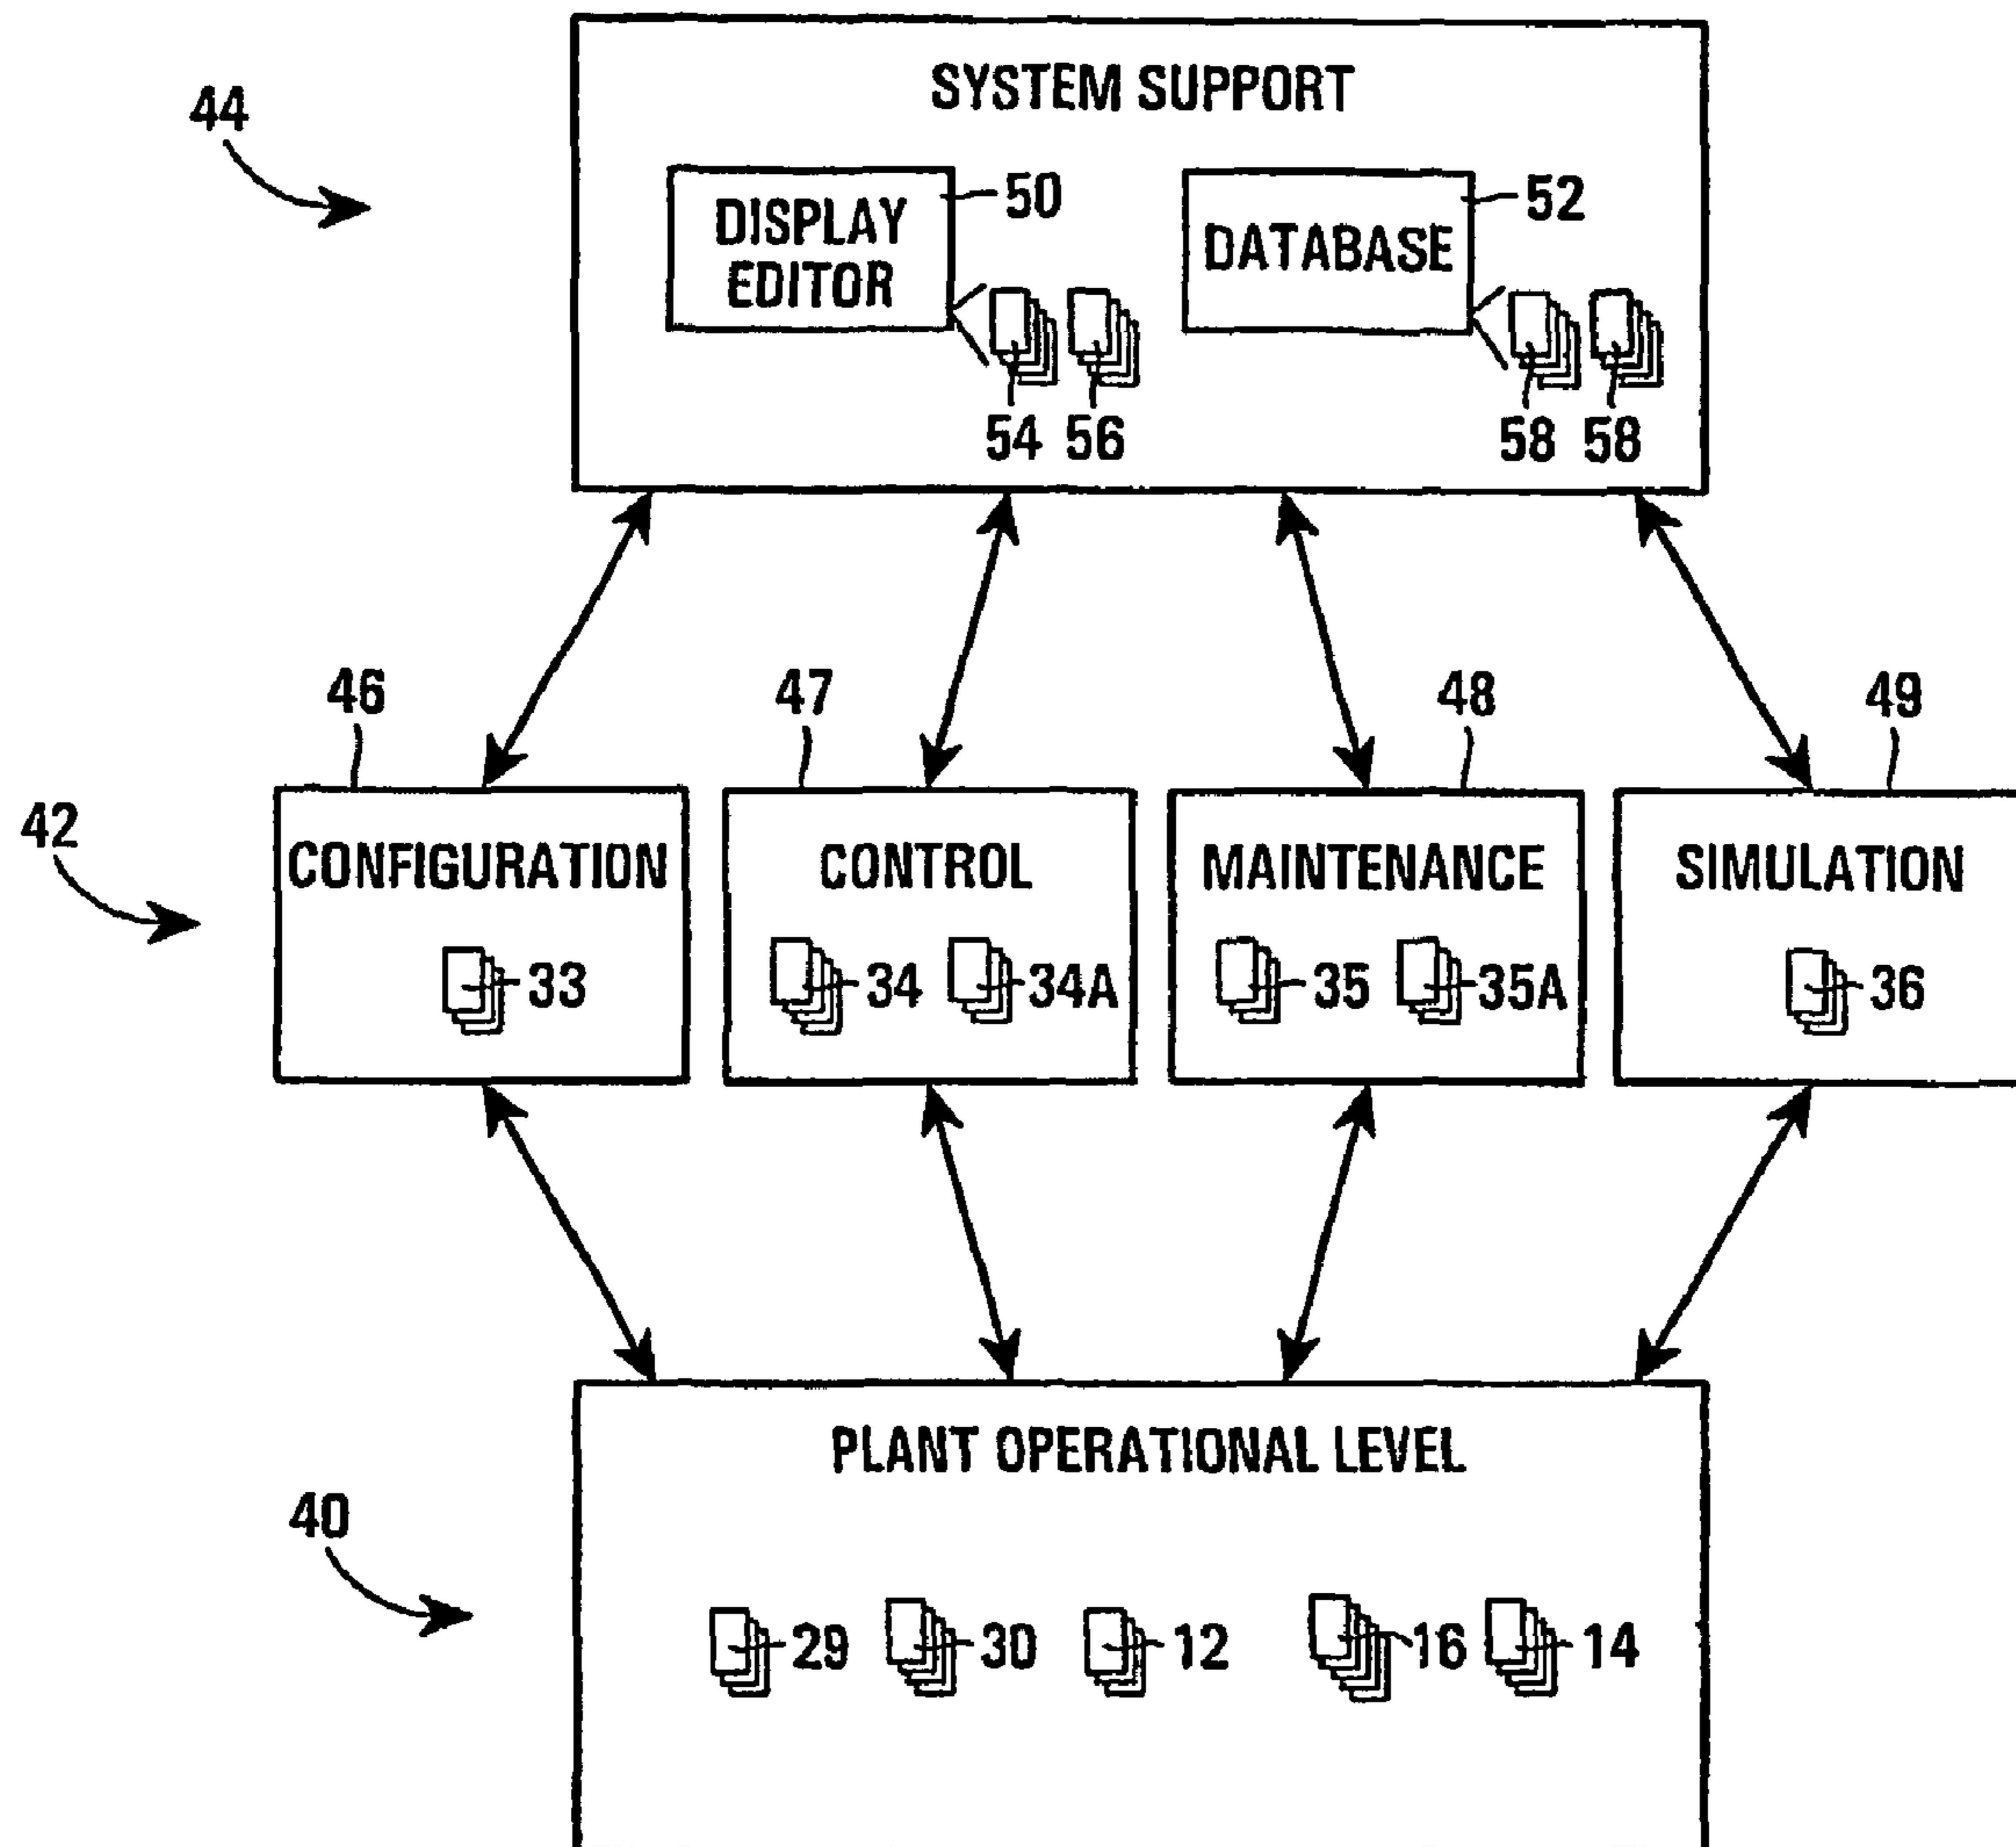 SYSTEM SUPPORT
44
DISPLAY
EDITOR
50
DATABASE
52
54 56
58 58
46
47
48
49
42
CONFIGURATION
33
CONTROL
34 34A
MAINTENANCE
35 35A
SIMULATION
36
PLANT OPERATIONAL LEVEL
40
29 30 12 16 14